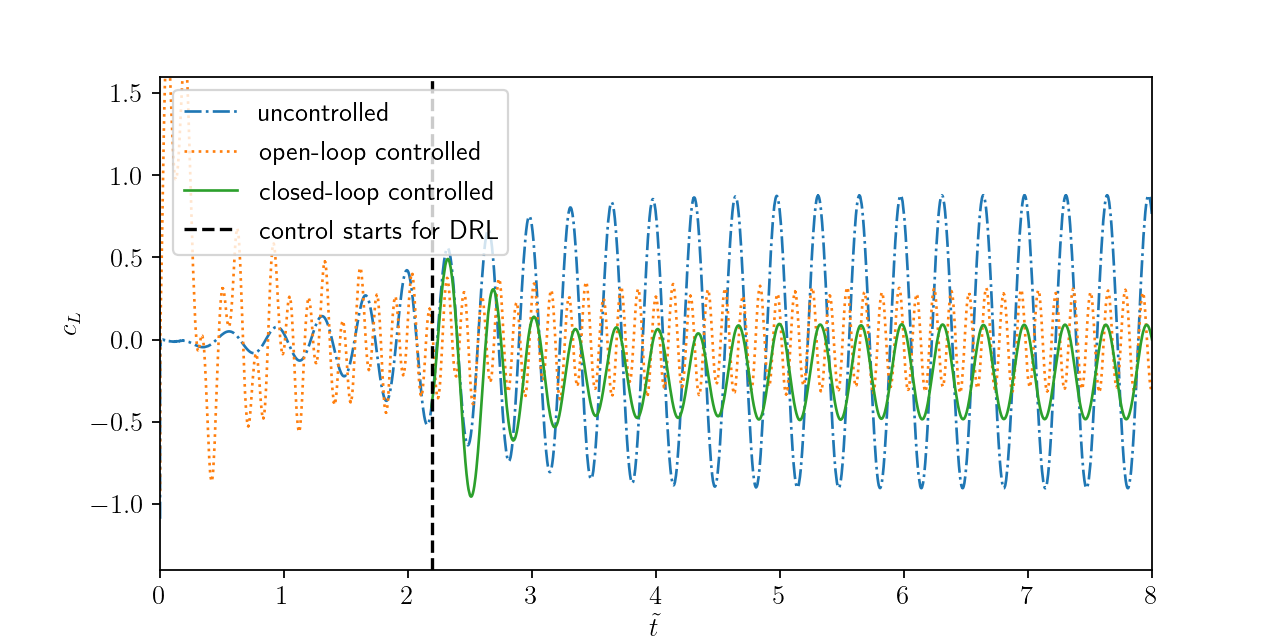 1.5
1.0
0.5
0.0
−0.5
−1.0
c_L
uncontrolled
open-loop controlled
closed-loop controlled
control starts for DRL
0 1 2 3 4 5 6 7 8
t̃